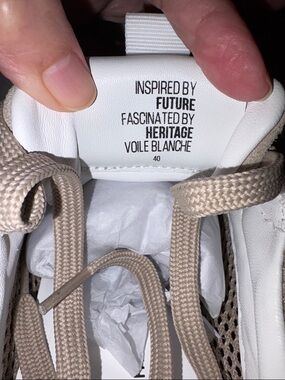 INSPIRED BY
FUTURE
FASCINATED BY
HERITAGE
VOILE BLANCHE
40